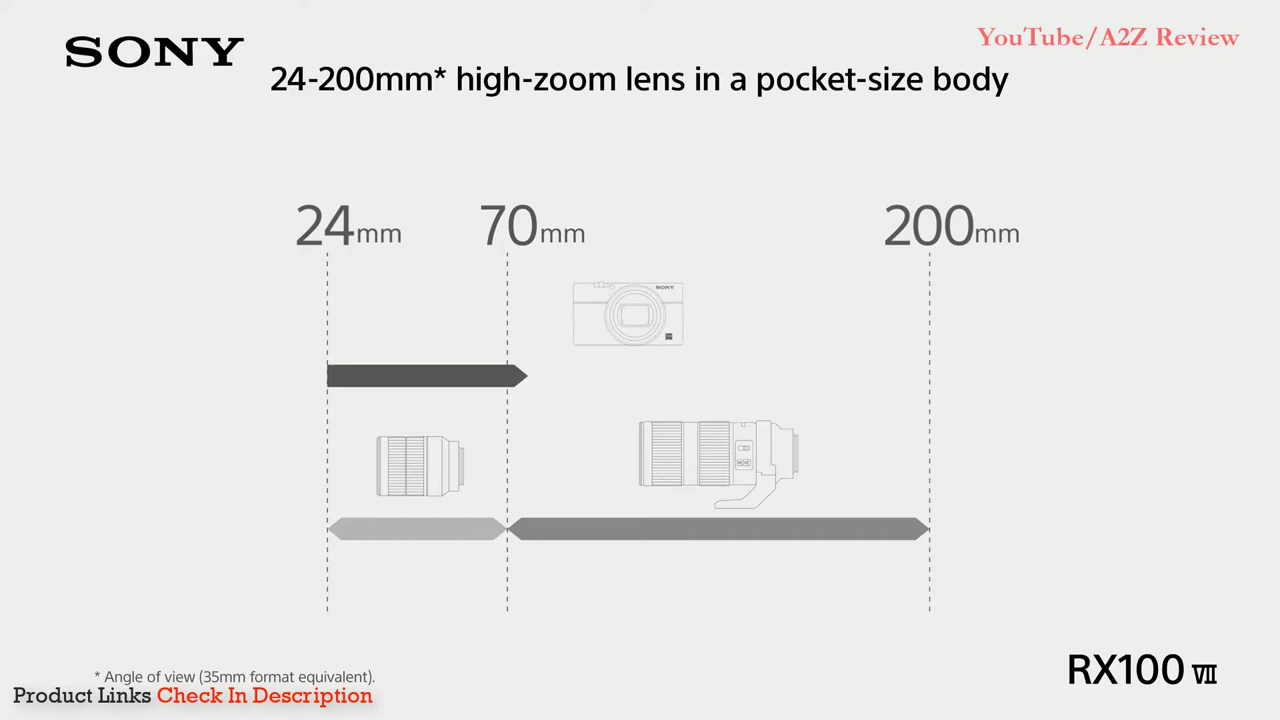 SONY
YouTube/A2Z Review
24-200mm* high-zoom lens in a pocket-size body
24mm 70mm 200mm
SONY
* Angle of view (35mm format equivalent).
Product Links Check In Description
RX100 VII